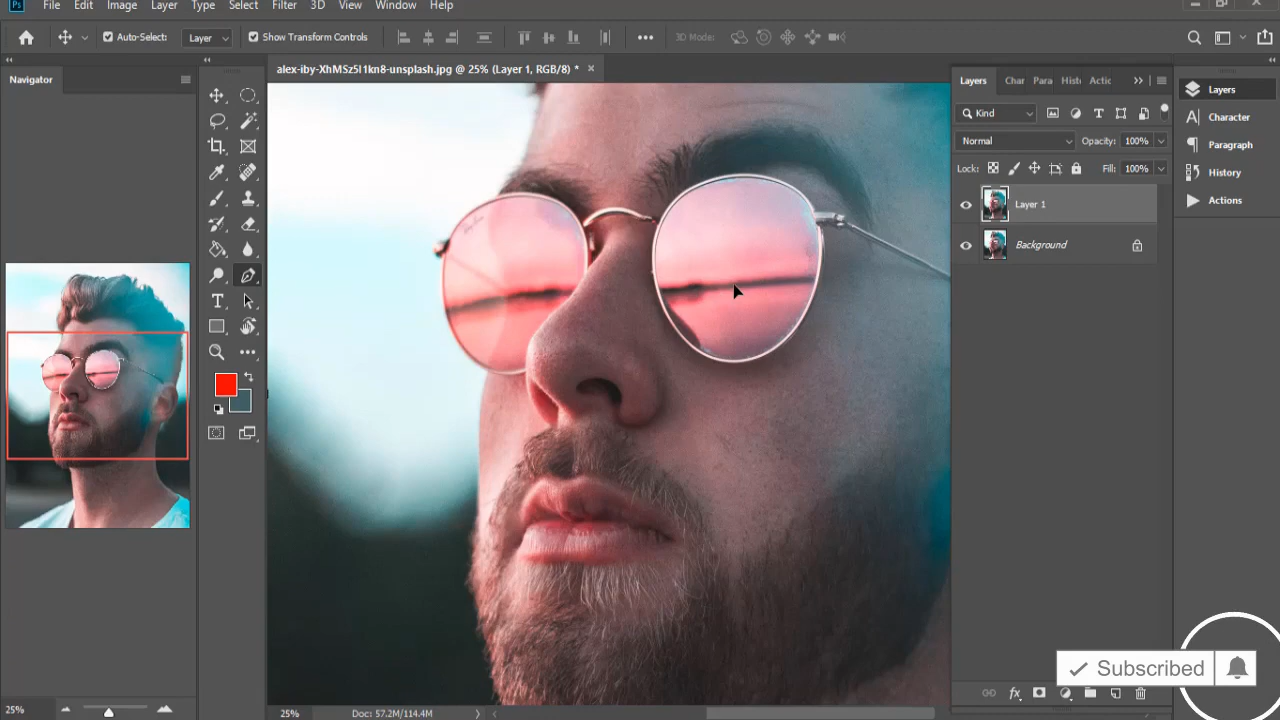 Ps File Edit Image Layer Type Select Filter 3D View Window Help
Auto-Select: Layer Show Transform Controls 3D Mode:
Navigator
alex-iby-XhMSz5I1kn8-unsplash.jpg @ 25% (Layer 1, RGB/8) *
Layers Char Para Histo Actic
Kind
Normal Opacity: 100%
Lock: Fill: 100%
Layer 1
Background
Layers
Character
Paragraph
History
Actions
Subscribed
25%
25% Doc: 57.2M/114.4M